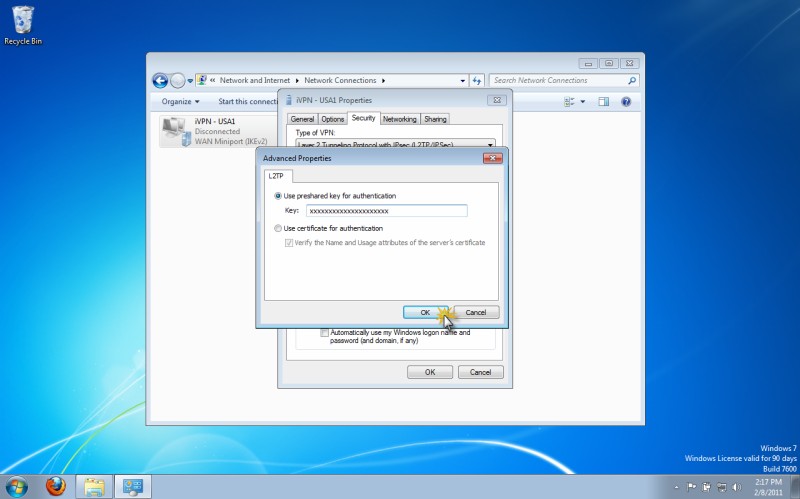 Recycle Bin
Network and Internet
Network Connections
Search Network Connections
Organize
Start this connecti
iVPN - USA1
Disconnected
WAN Miniport (IKEv2)
iVPN - USA1 Properties
General
Options
Security
Networking
Sharing
Type of VPN:
Layer 2 Tunneling Protocol with IPsec (L2TP/IPSec)
Advanced Properties
L2TP
Use preshared key for authentication
Key:
xxxxxxxxxxxxxxxxxxxxx
Use certificate for authentication
Verify the Name and Usage attributes of the server's certificate
OK
Cancel
Automatically use my Windows logon name and
password (and domain, if any)
OK
Cancel
Windows 7
Windows License valid for 90 days
Build 7600
2:17 PM
2/8/2011